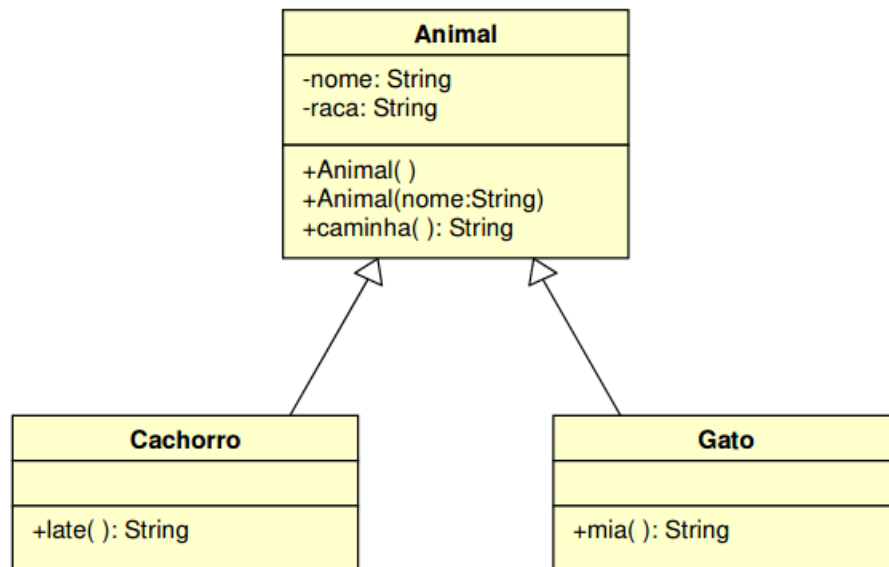 Animal
-nome: String
-raca: String
+Animal( )
+Animal(nome:String)
+caminha( ): String
Cachorro
+late( ): String
Gato
+mia( ): String